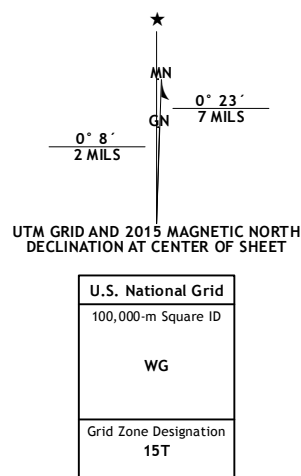 ★
MN
0° 23´
7 MILS
GN
0° 8´
2 MILS
UTM GRID AND 2015 MAGNETIC NORTH
DECLINATION AT CENTER OF SHEET
U.S. National Grid
100,000-m Square ID
WG
Grid Zone Designation
15T